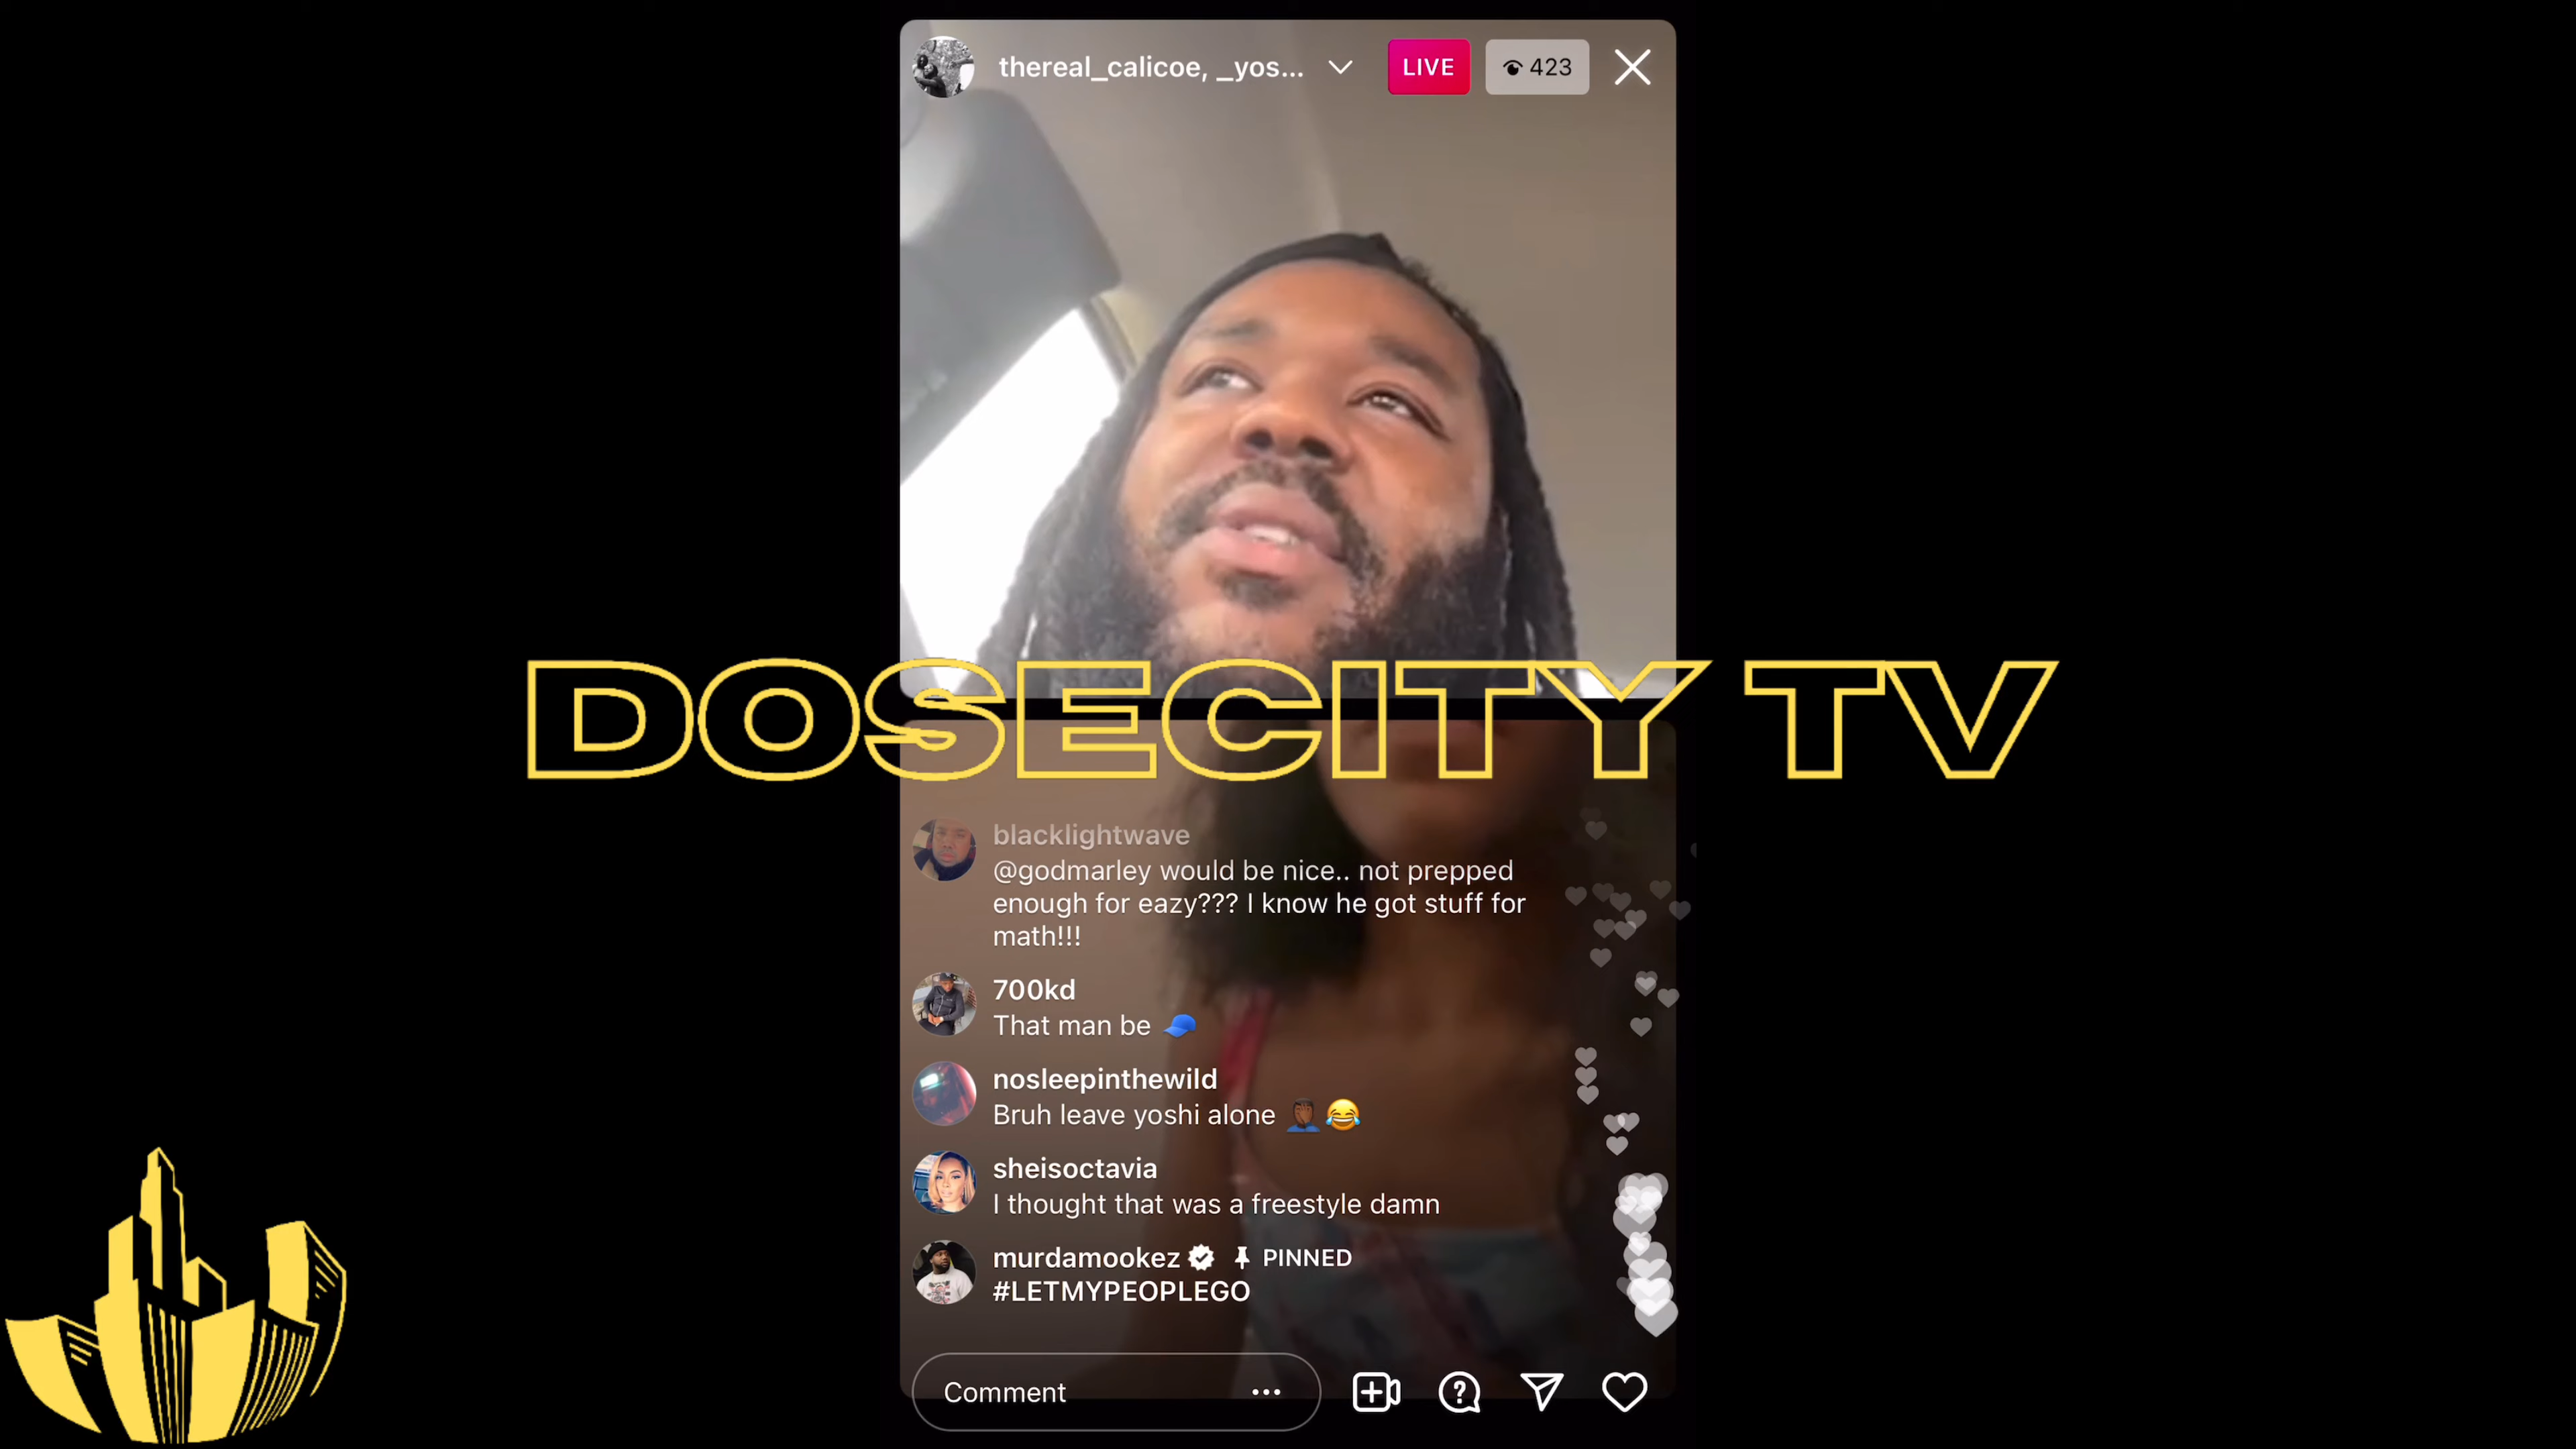 thereal_calicoe, _yos...
LIVE
423
DOSECITY TV
blacklightwave
@godmarley would be nice.. not prepped
enough for eazy??? I know he got stuff for
math!!!
700kd
That man be 🧢
nosleepinthewild
Bruh leave yoshi alone 🤦🏾‍♂️😂
sheisoctavia
I thought that was a freestyle damn
murdamookez PINNED
#LETMYPEOPLEGO
Comment